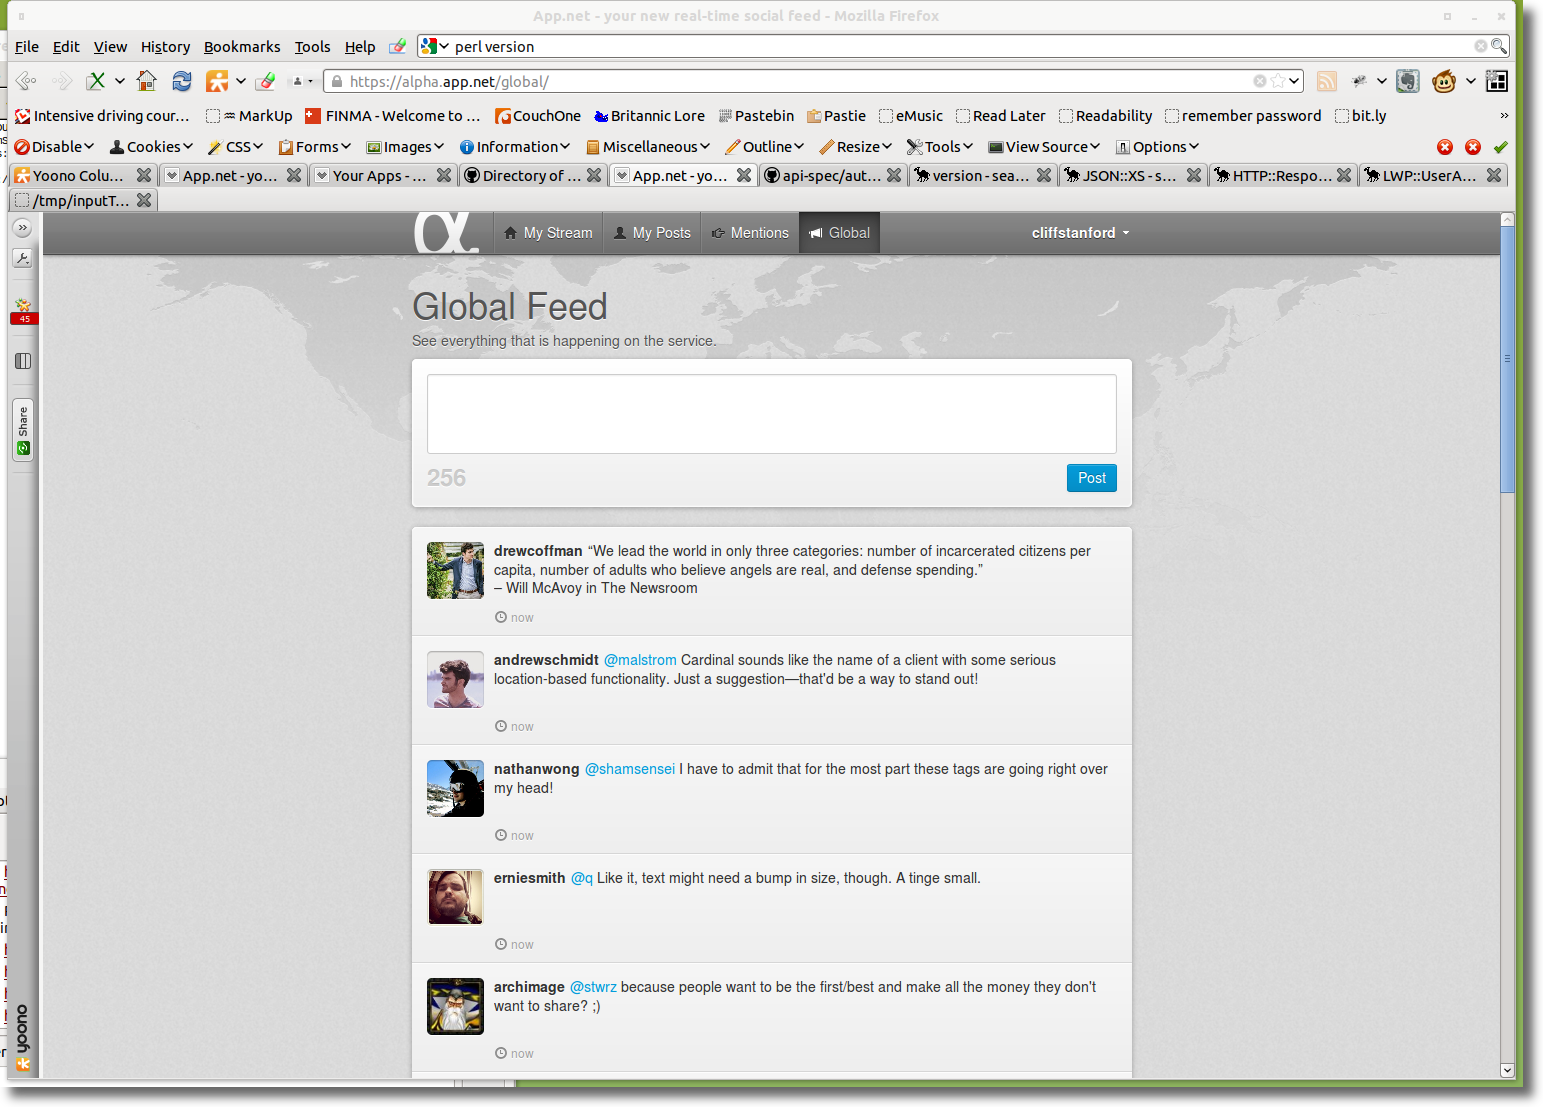 App.net - your new real-time social feed - Mozilla Firefox
File Edit View History Bookmarks Tools Help perl version
https://alpha.app.net/global/
Intensive driving cour... MarkUp FINMA - Welcome to ... CouchOne Britannic Lore Pastebin Pastie eMusic Read Later Readability remember password bit.ly »
Disable Cookies CSS Forms Images Information Miscellaneous Outline Resize Tools View Source Options
Yoono Colu... App.net - yo... Your Apps - ... Directory of ... App.net - yo... api-spec/aut... version - sea... JSON::XS - s... HTTP::Respo... LWP::UserA...
/tmp/inputT...
α My Stream My Posts Mentions Global cliffstanford
45
Share
yoono
Global Feed
See everything that is happening on the service.
256 Post
drewcoffman “We lead the world in only three categories: number of incarcerated citizens per
capita, number of adults who believe angels are real, and defense spending.”
– Will McAvoy in The Newsroom
now
andrewschmidt @malstrom Cardinal sounds like the name of a client with some serious
location-based functionality. Just a suggestion—that'd be a way to stand out!
now
nathanwong @shamsensei I have to admit that for the most part these tags are going right over
my head!
now
erniesmith @q Like it, text might need a bump in size, though. A tinge small.
now
archimage @stwrz because people want to be the first/best and make all the money they don't
want to share? ;)
now